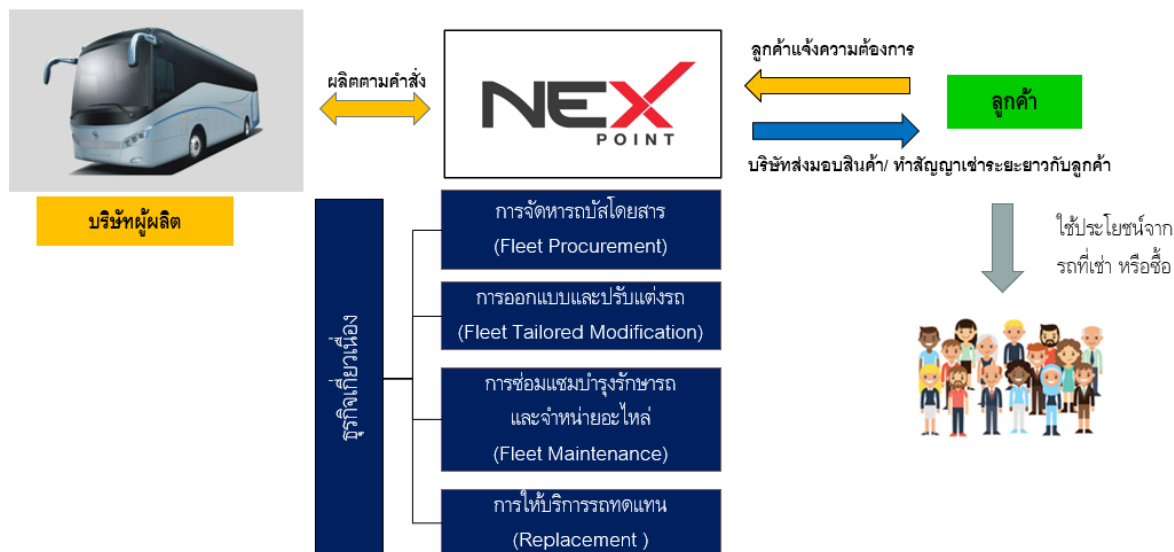 ผลิตตามคำสั่ง
NEX
POINT
ลูกค้าแจ้งความต้องการ
ลูกค้า
บริษัทส่งมอบสินค้า/ ทำสัญญาเช่าระยะยาวกับลูกค้า
บริษัทผู้ผลิต
ธุรกิจเกี่ยวเนื่อง
การจัดหารถบัสโดยสาร
(Fleet Procurement)
การออกแบบและปรับแต่งรถ
(Fleet Tailored Modification)
การซ่อมแซมบำรุงรักษารถ
และจำหน่ายอะไหล่
(Fleet Maintenance)
การให้บริการรถทดแทน
(Replacement )
ใช้ประโยชน์จาก
รถที่เช่า หรือซื้อ